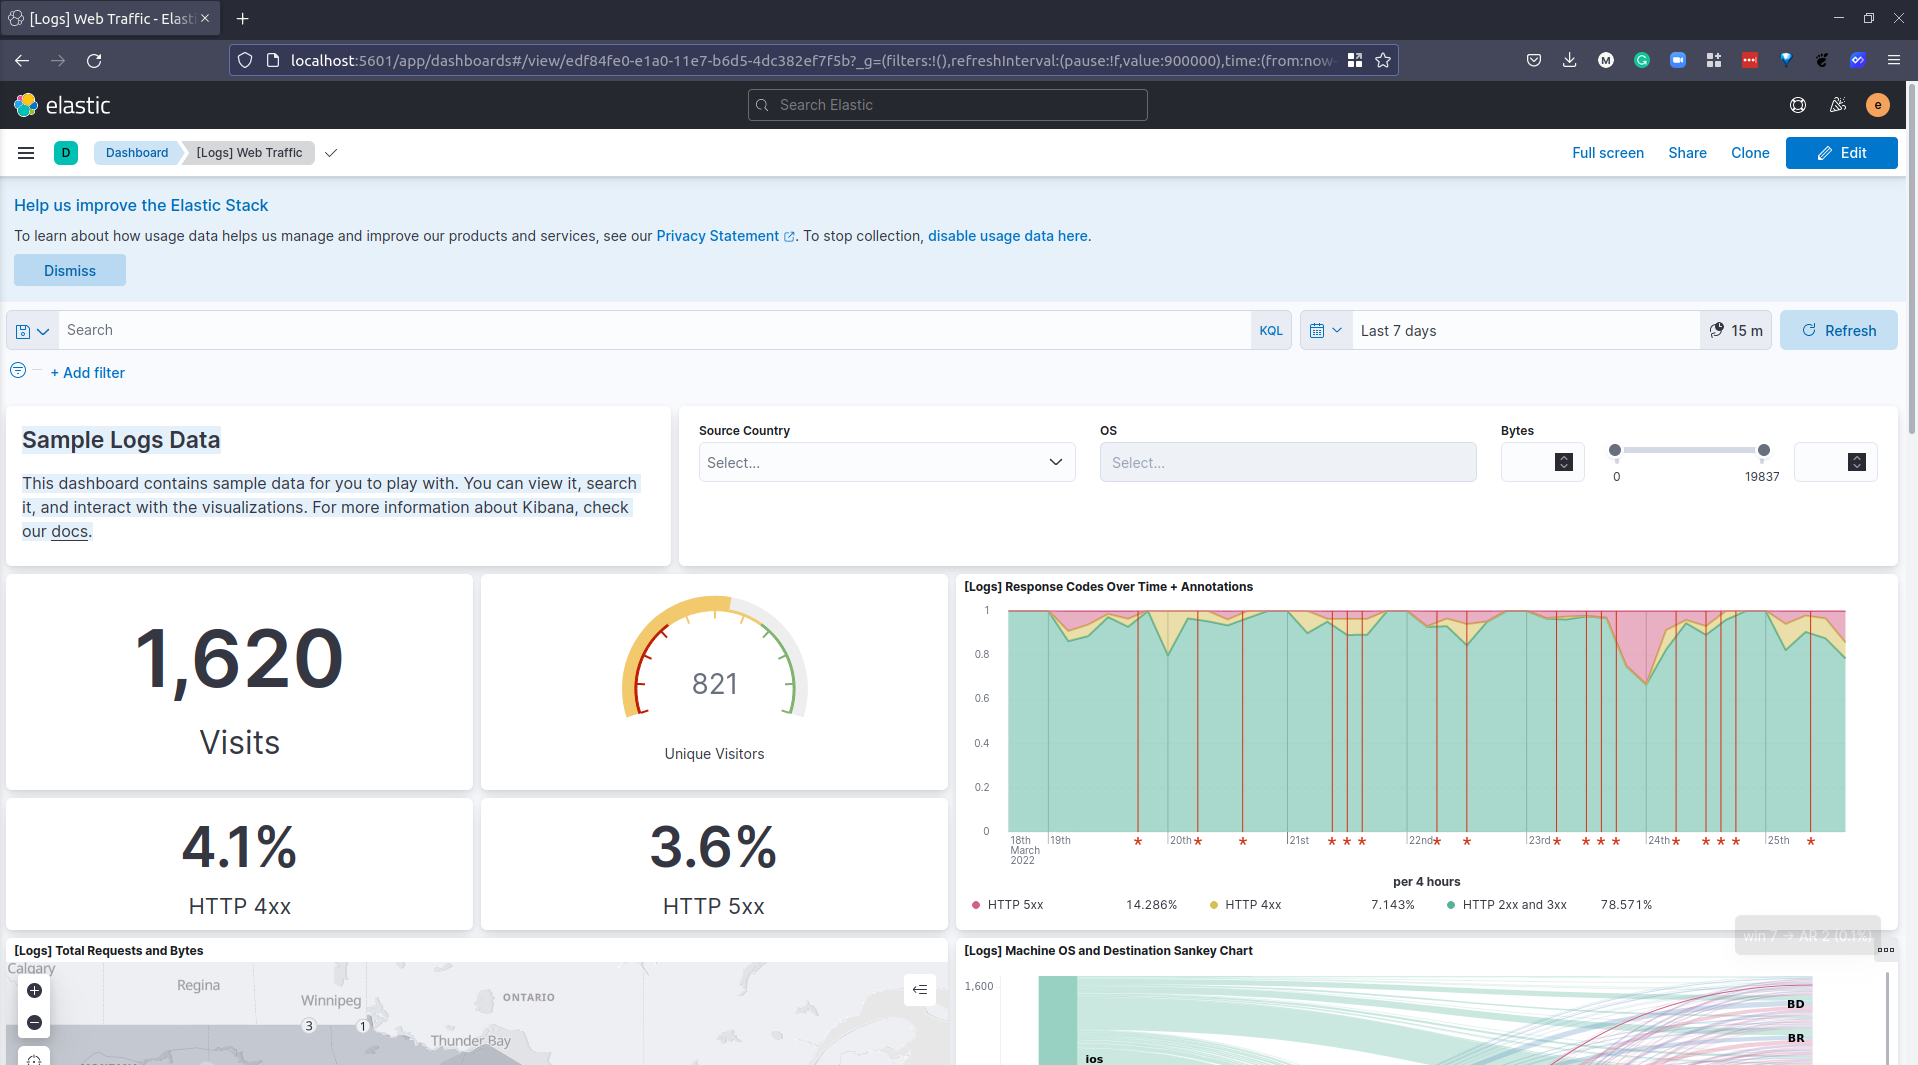 [Logs] Web Traffic - Elast
localhost:5601/app/dashboards#/view/edf84fe0-e1a0-11e7-b6d5-4dc382ef7f5b?_g=(filters:!(),refreshInterval:(pause:!f,value:900000),time:(from:now-
elastic
Search Elastic
e
D
Dashboard
[Logs] Web Traffic
Full screen
Share
Clone
Edit
Help us improve the Elastic Stack
To learn about how usage data helps us manage and improve our products and services, see our Privacy Statement. To stop collection, disable usage data here.
Dismiss
Search
KQL
Last 7 days
15 m
Refresh
+ Add filter
Sample Logs Data
This dashboard contains sample data for you to play with. You can view it, search
it, and interact with the visualizations. For more information about Kibana, check
our docs.
Source Country
Select...
OS
Select...
Bytes
0
19837
1,620
Visits
821
Unique Visitors
4.1%
HTTP 4xx
3.6%
HTTP 5xx
[Logs] Response Codes Over Time + Annotations
1
0.8
0.6
0.4
0.2
0
18th
March
2022
19th
20th
21st
22nd
23rd
24th
25th
per 4 hours
HTTP 5xx 14.286%
HTTP 4xx 7.143%
HTTP 2xx and 3xx 78.571%
win 7 → AR 2 (0.1%)
[Logs] Total Requests and Bytes
Calgary
Regina
Winnipeg
ONTARIO
3
1
Thunder Bay
[Logs] Machine OS and Destination Sankey Chart
1,600
ios
BD
BR